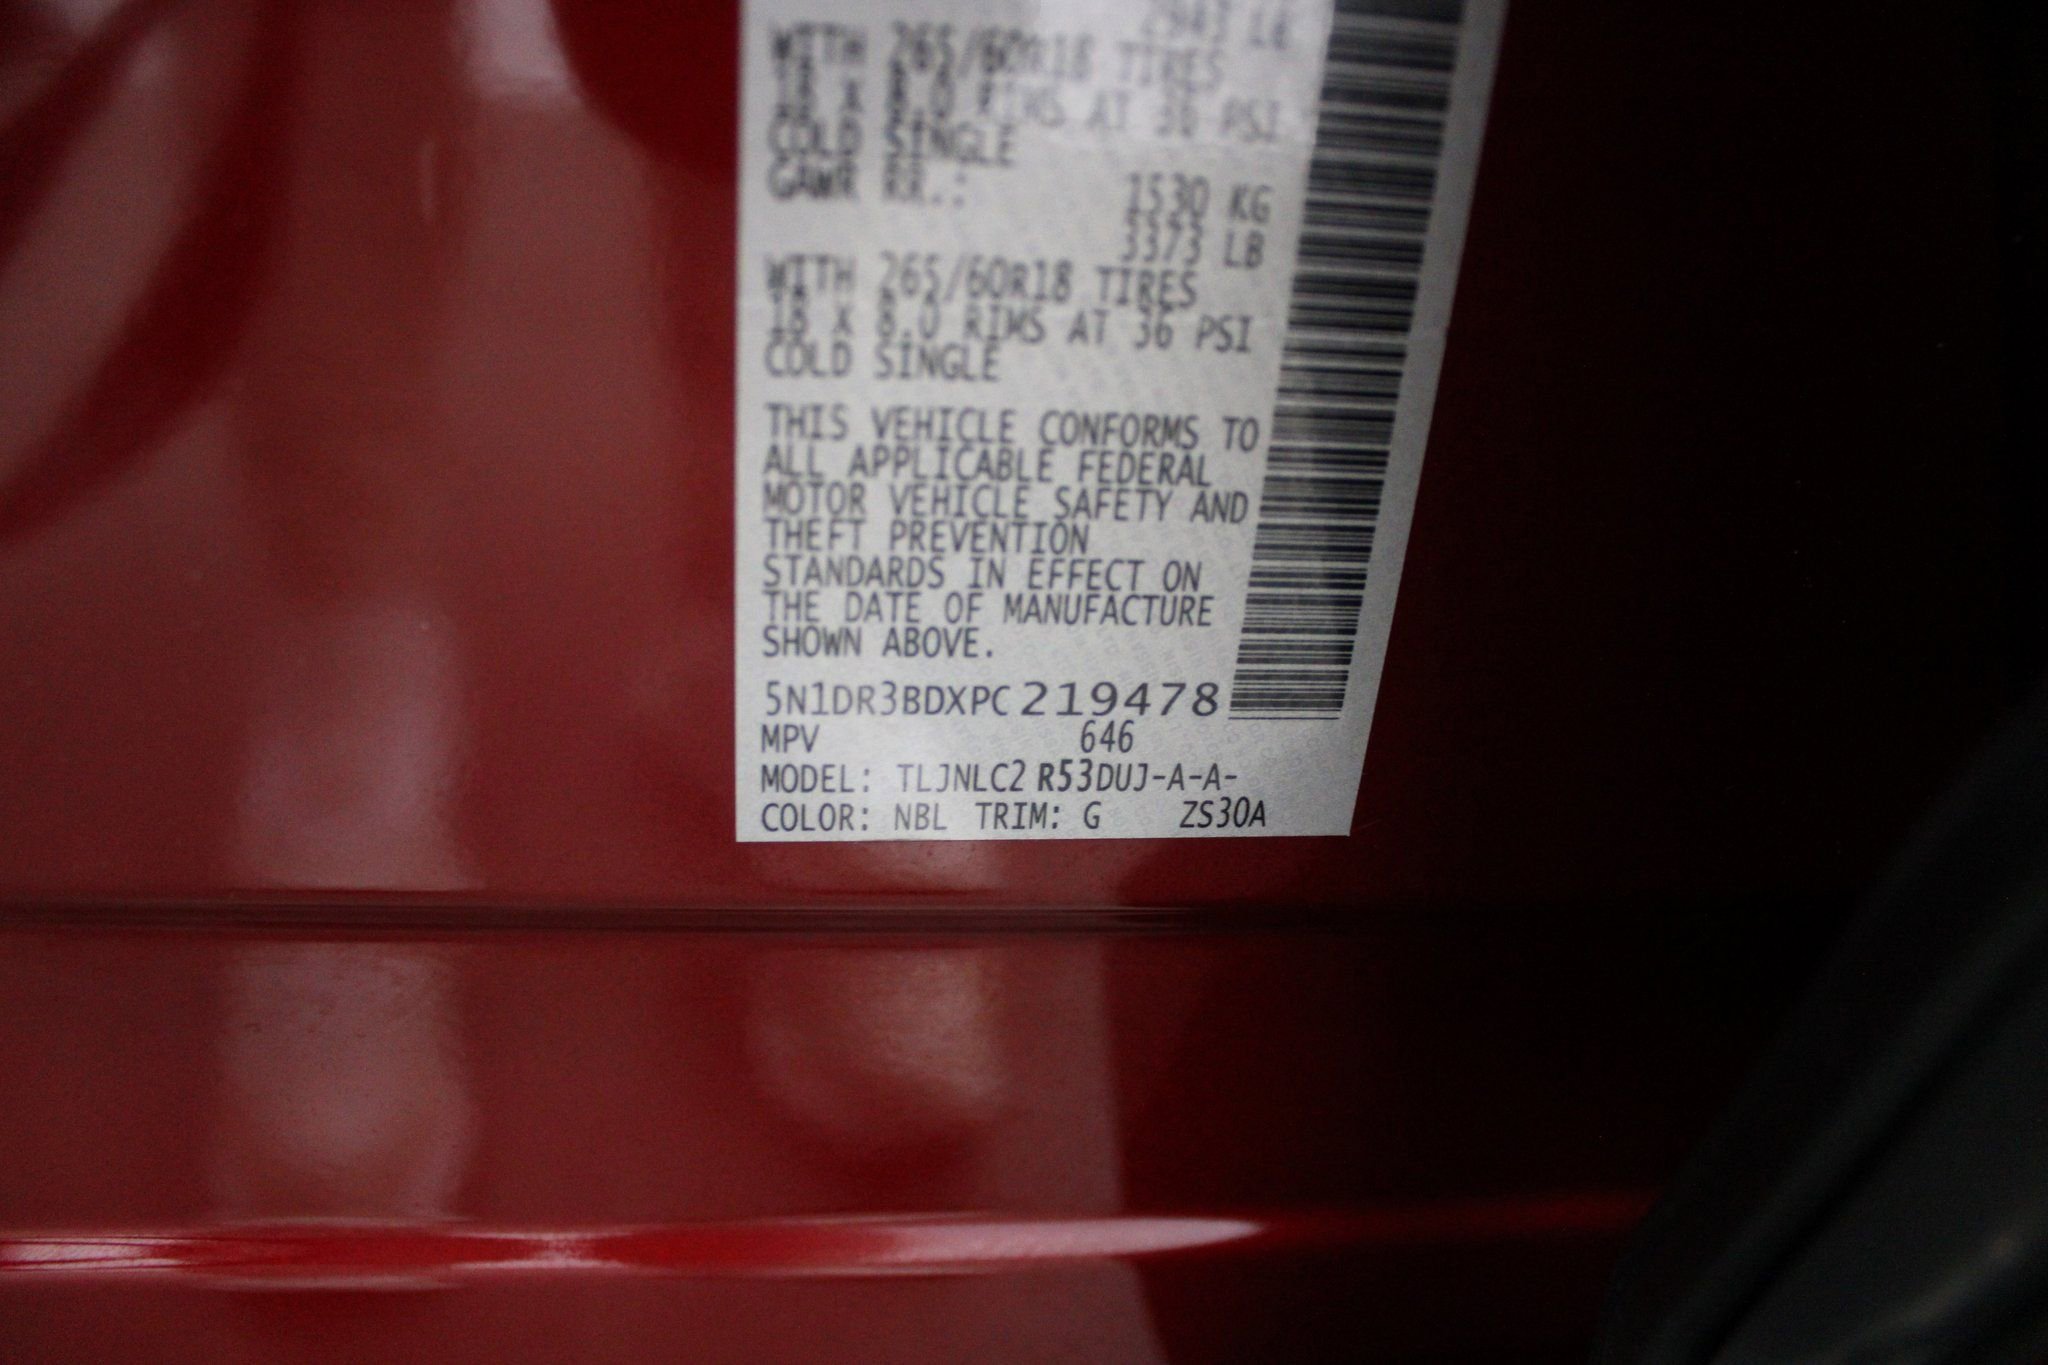 WITH 265/60R18 TIRES
18 X 8.0 RIMS AT 36 PSI
COLD SINGLE
GAWR RR.: 1530 KG
3373 LB
WITH 265/60R18 TIRES
18 X 8.0 RIMS AT 36 PSI
COLD SINGLE
THIS VEHICLE CONFORMS TO
ALL APPLICABLE FEDERAL
MOTOR VEHICLE SAFETY AND
THEFT PREVENTION
STANDARDS IN EFFECT ON
THE DATE OF MANUFACTURE
SHOWN ABOVE.
5N1DR3BDXPC219478
MPV 646
MODEL: TLJNLC2 R53DUJ-A-A-
COLOR: NBL TRIM: G ZS30A